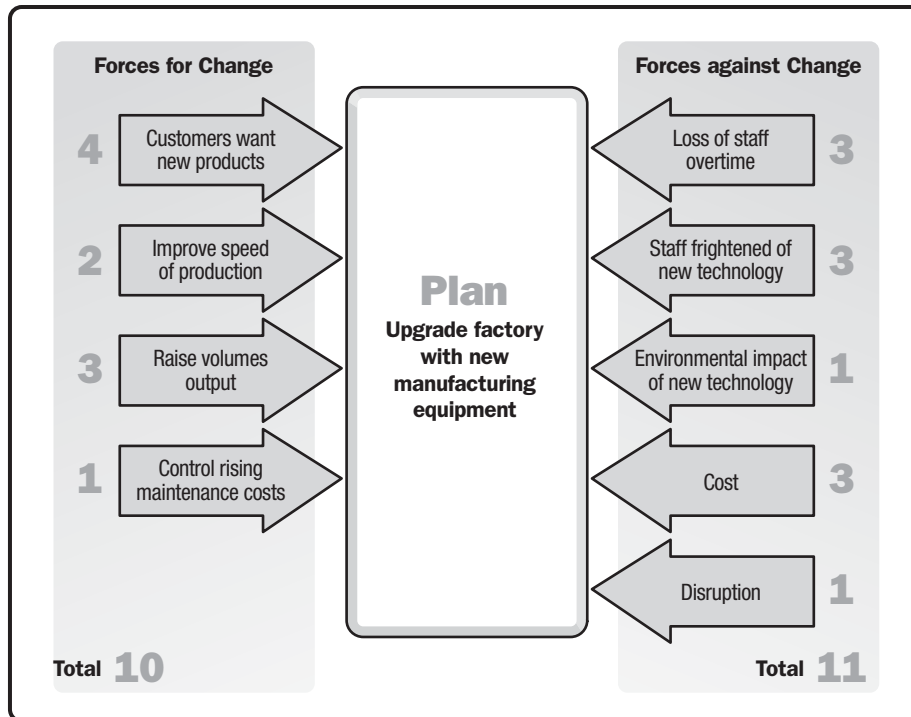 Forces for Change
4
Customers want
new products
2
Improve speed
of production
3
Raise volumes
output
1
Control rising
maintenance costs
Total 10
Plan
Upgrade factory
with new
manufacturing
equipment
Forces against Change
Loss of staff
overtime
3
Staff frightened of
new technology
3
Environmental impact
of new technology
1
Cost
3
Disruption
1
Total 11